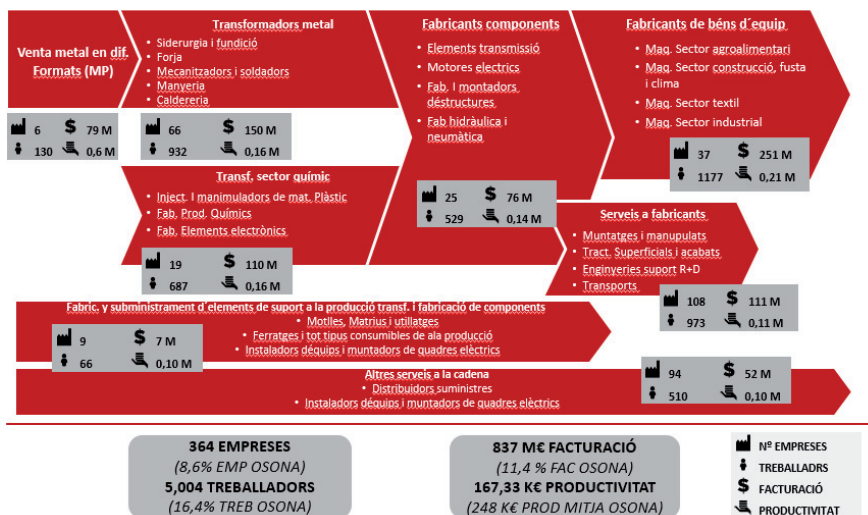 Venta metal en dif.
Formats (MP)
6 $ 79 M
130 0,6 M
Transformadors metal
• Siderurgia i fundició
• Forja
• Mecanitzadors i soldadors
• Manyeria
• Caldereria
66 $ 150 M
932 0,16 M
Fabricants components
• Elements transmissió
• Motores electrics
• Fab. I montadors
déstructures
• Fab hidràulica i
neumàtica
25 $ 76 M
529 0,14 M
Fabricants de béns d´equip
• Maq. Sector agroalimentari
• Maq. Sector construcció, fusta
i clima
• Maq. Sector textil
• Maq. Sector industrial
37 $ 251 M
1177 0,21 M
Transf. sector químic
• Inject. I manimuladors de mat. Plàstic
• Fab. Prod. Químics
• Fab. Elements electrònics
19 $ 110 M
687 0,16 M
Serveis a fabricants
• Muntatges i manupulats
• Tract. Superficials i acabats
• Enginyeries suport R+D
• Transports
108 $ 111 M
973 0,11 M
Fabric. y subministrament d´elements de suport a la producció transf. i fabricació de components
• Motlles, Matrius i utillatges
• Ferratges i tot tipus consumibles de ala producció
• Instaladors déquips i muntadors de quadres elèctrics
9 $ 7 M
66 0,10 M
Altres serveis a la cadena
• Distribuidors suministres
• Instaladors déquips i muntadors de quadres elèctrics
94 $ 52 M
510 0,10 M
364 EMPRESES
(8,6% EMP OSONA)
5,004 TREBALLADORS
(16,4% TREB OSONA)
837 M€ FACTURACIÓ
(11,4 % FAC OSONA)
167,33 K€ PRODUCTIVITAT
(248 K€ PROD MITJA OSONA)
Nº EMPRESES
TREBALLADRS
$ FACTURACIÓ
PRODUCTIVITAT